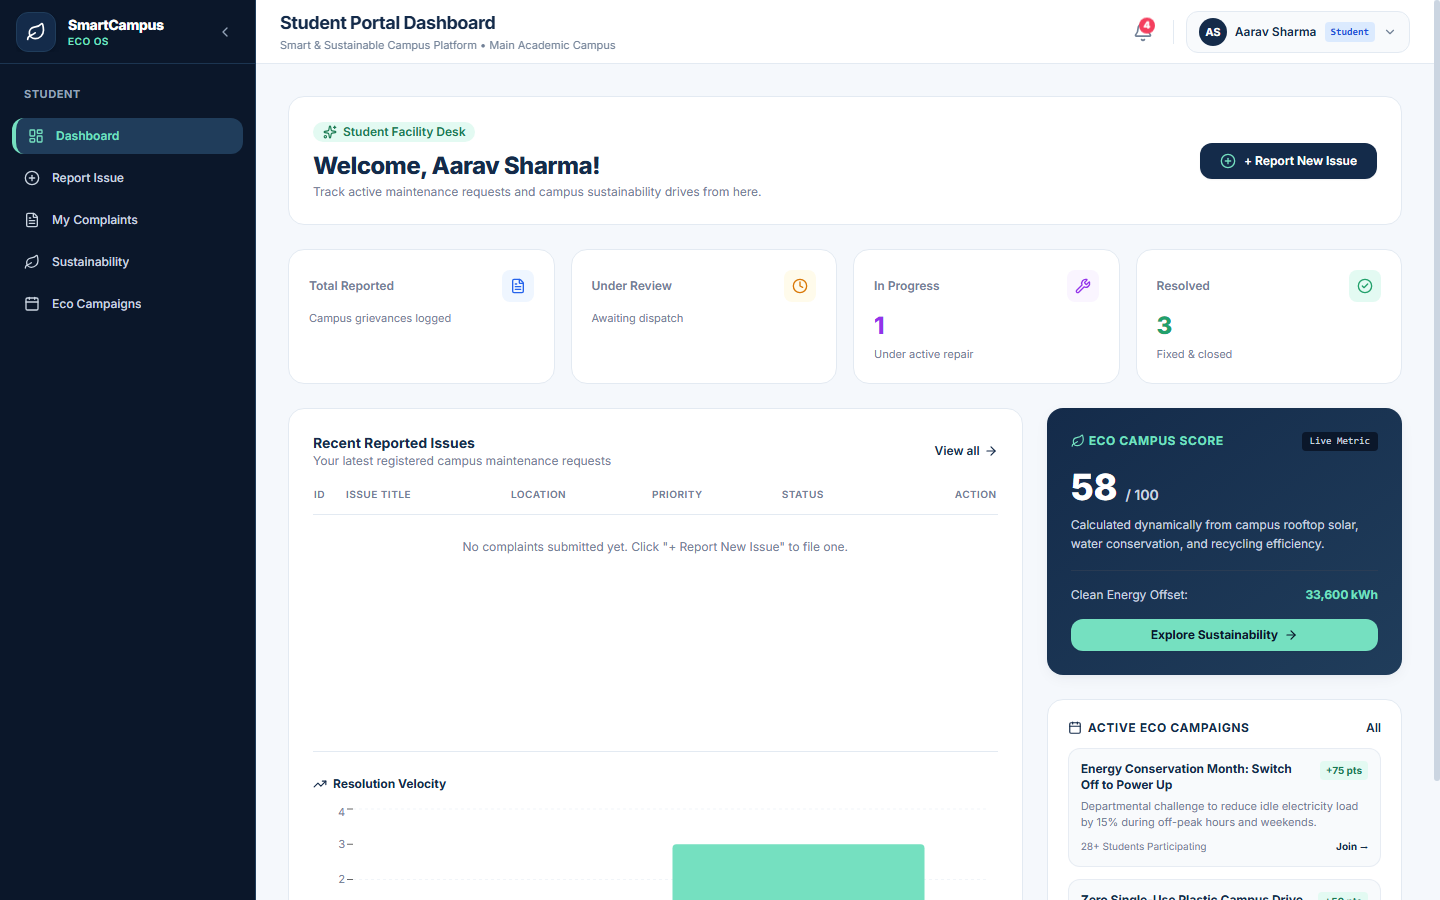 SmartCampus
ECO OS
STUDENT
Dashboard
Report Issue
My Complaints
Sustainability
Eco Campaigns
Student Portal Dashboard
Smart & Sustainable Campus Platform • Main Academic Campus
4
AS
Aarav Sharma
Student
Student Facility Desk
Welcome, Aarav Sharma!
Track active maintenance requests and campus sustainability drives from here.
+ Report New Issue
Total Reported
Campus grievances logged
Under Review
Awaiting dispatch
In Progress
1
Under active repair
Resolved
3
Fixed & closed
Recent Reported Issues
Your latest registered campus maintenance requests
View all →
ID ISSUE TITLE LOCATION PRIORITY STATUS ACTION
No complaints submitted yet. Click "+ Report New Issue" to file one.
Resolution Velocity
4
3
2
ECO CAMPUS SCORE
Live Metric
58 / 100
Calculated dynamically from campus rooftop solar,
water conservation, and recycling efficiency.
Clean Energy Offset: 33,600 kWh
Explore Sustainability →
ACTIVE ECO CAMPAIGNS
All
Energy Conservation Month: Switch
Off to Power Up
+75 pts
Departmental challenge to reduce idle electricity load
by 15% during off-peak hours and weekends.
28+ Students Participating
Join →
Zero Single-Use Plastic Campus Drive